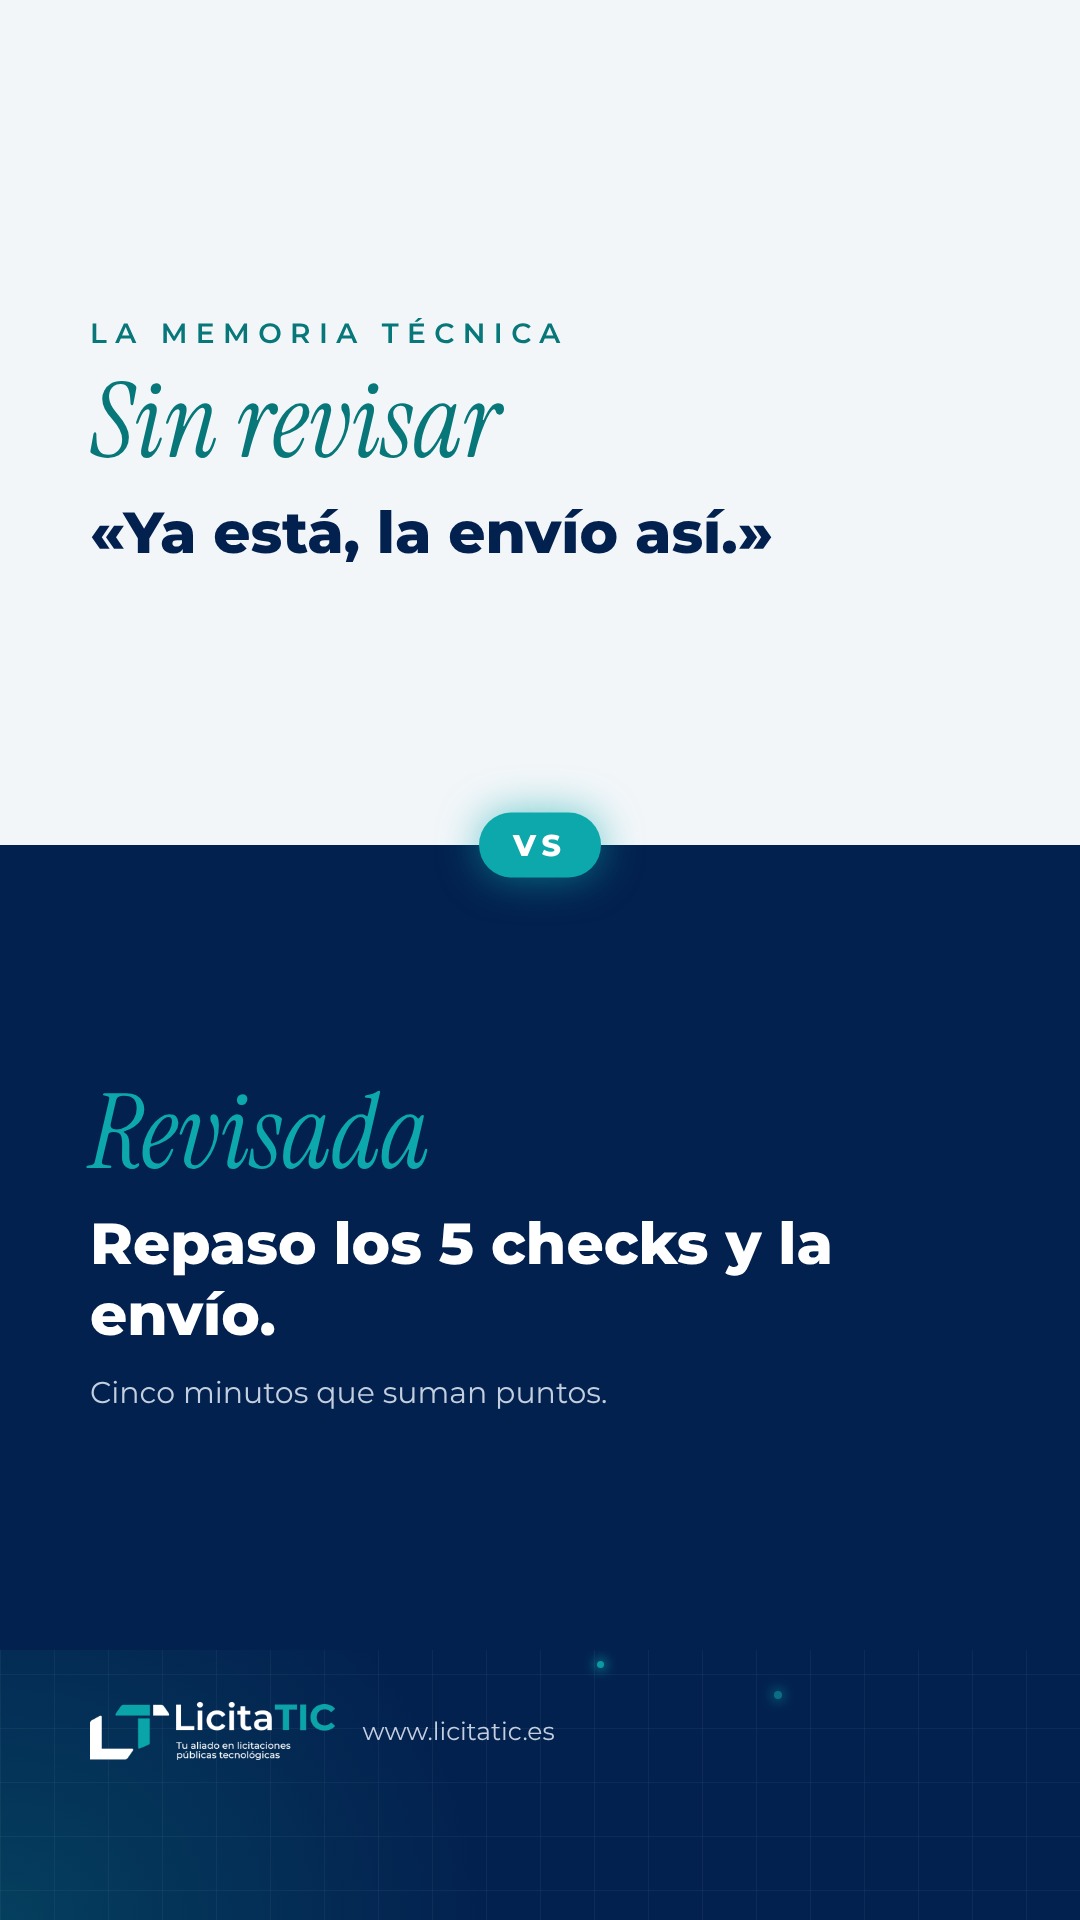 LA MEMORIA TÉCNICA
Sin revisar
«Ya está, la envío así.»
VS
Revisada
Repaso los 5 checks y la
envío.
Cinco minutos que suman puntos.
LicitaTIC
Tu aliado en licitaciones
públicas tecnológicas
www.licitatic.es